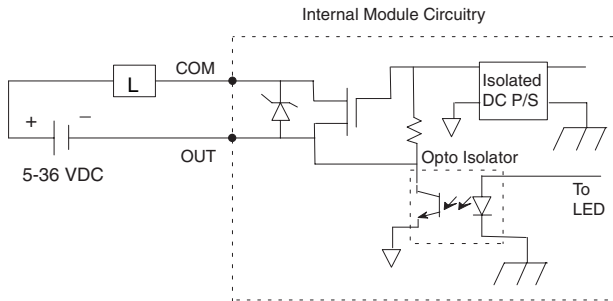 Internal Module Circuitry
COM
L
Isolated
DC P/S
+
−
OUT
Opto Isolator
5-36 VDC
To
LED